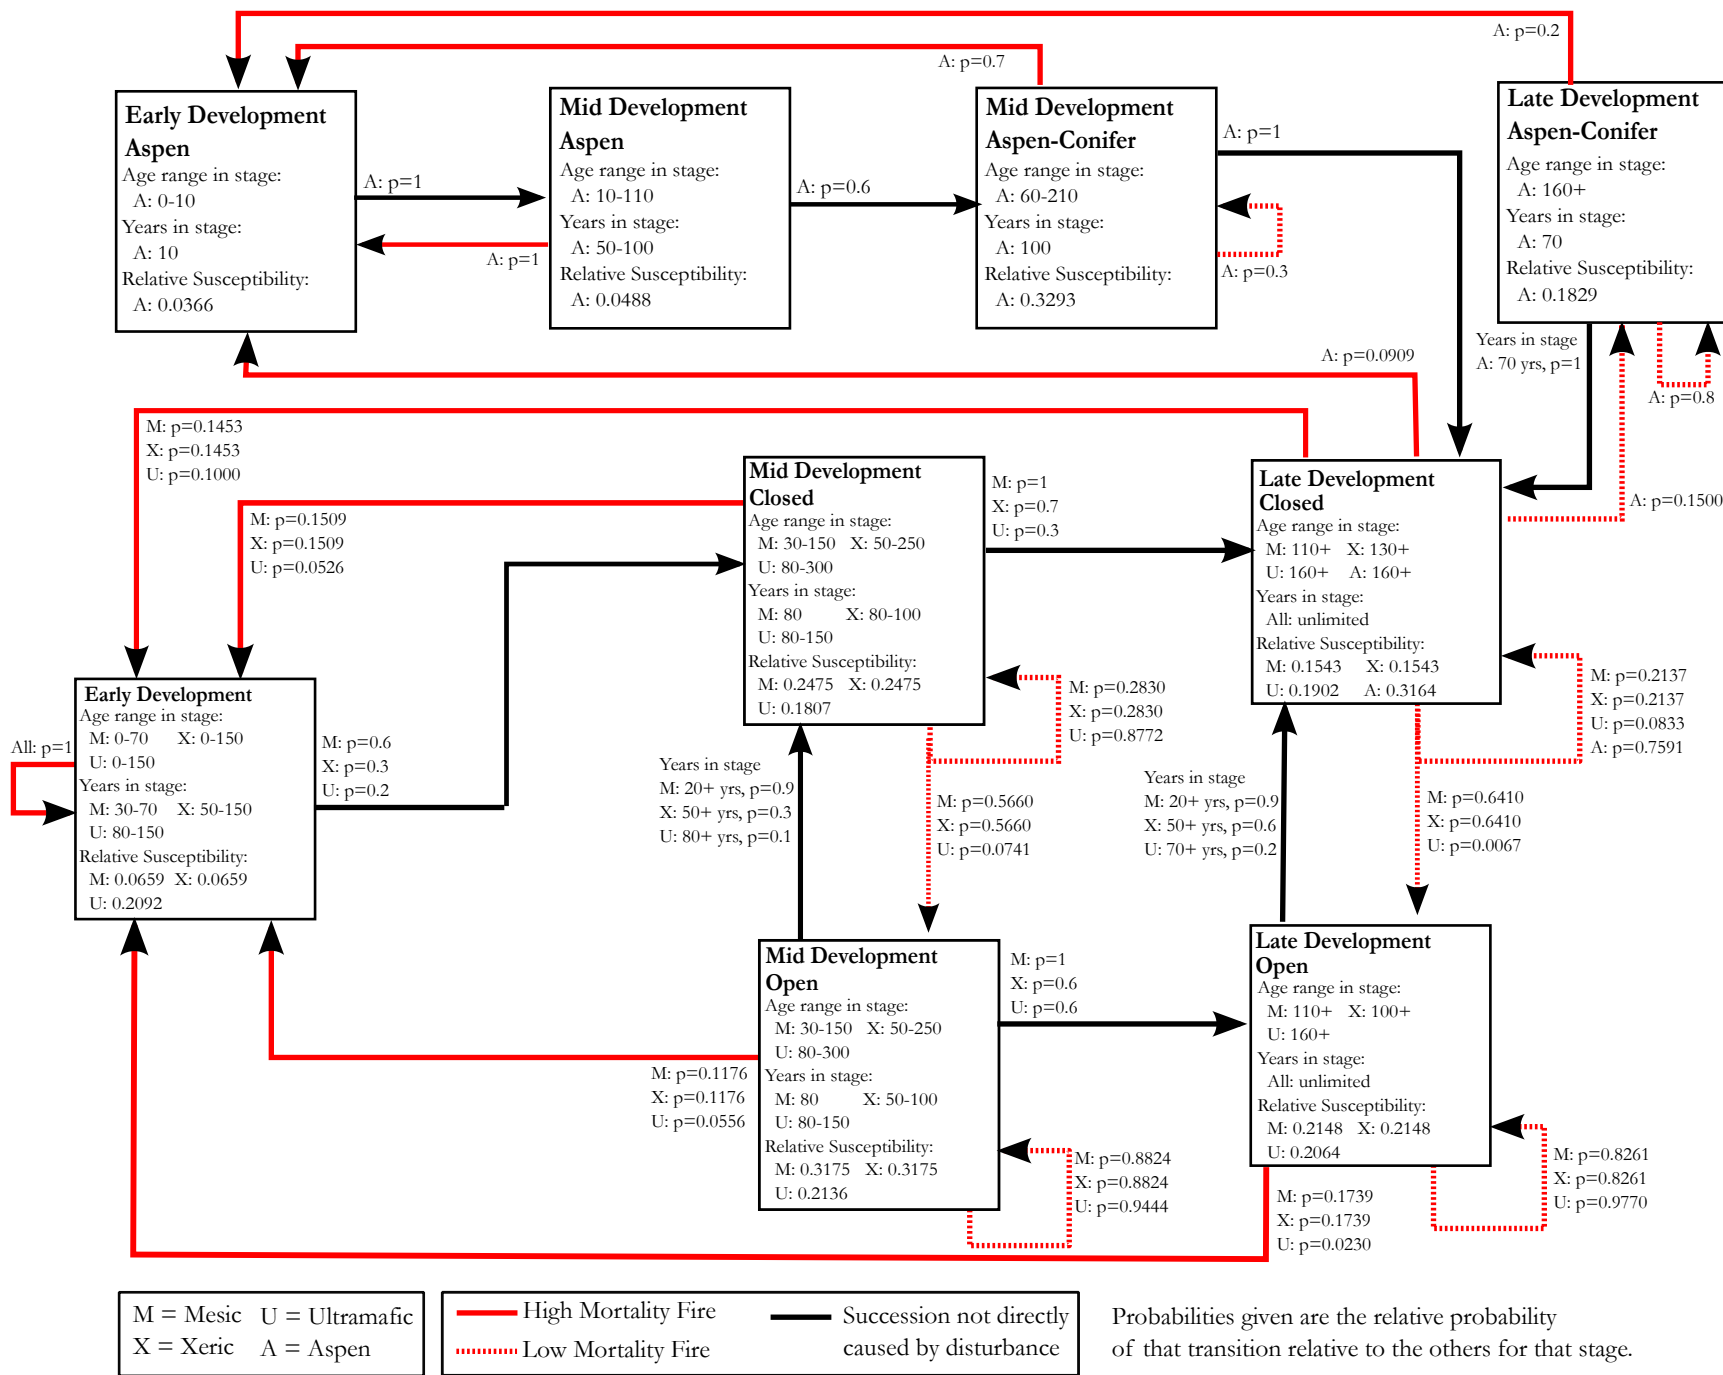 A: p=0.2
A: p=0.7
Early Development
Aspen
Age range in stage:
A: 0-10
Years in stage:
A: 10
Relative Susceptibility:
A: 0.0366
A: p=1
A: p=1
Mid Development
Aspen
Age range in stage:
A: 10-110
Years in stage:
A: 50-100
Relative Susceptibility:
A: 0.0488
A: p=0.6
Mid Development
Aspen-Conifer
Age range in stage:
A: 60-210
Years in stage:
A: 100
Relative Susceptibility:
A: 0.3293
A: p=1
A: p=0.3
Late Development
Aspen-Conifer
Age range in stage:
A: 160+
Years in stage:
A: 70
Relative Susceptibility:
A: 0.1829
Years in stage
A: 70 yrs, p=1
A: p=0.8
A: p=0.0909
A: p=0.1500
M: p=0.1453
X: p=0.1453
U: p=0.1000
M: p=0.1509
X: p=0.1509
U: p=0.0526
Mid Development
Closed
Age range in stage:
M: 30-150 X: 50-250
U: 80-300
Years in stage:
M: 80 X: 80-100
U: 80-150
Relative Susceptibility:
M: 0.2475 X: 0.2475
U: 0.1807
M: p=1
X: p=0.7
U: p=0.3
Late Development
Closed
Age range in stage:
M: 110+ X: 130+
U: 160+ A: 160+
Years in stage:
All: unlimited
Relative Susceptibility:
M: 0.1543 X: 0.1543
U: 0.1902 A: 0.3164
M: p=0.2137
X: p=0.2137
U: p=0.0833
A: p=0.7591
All: p=1
Early Development
Age range in stage:
M: 0-70 X: 0-150
U: 0-150
Years in stage:
M: 30-70 X: 50-150
U: 80-150
Relative Susceptibility:
M: 0.0659 X: 0.0659
U: 0.2092
M: p=0.6
X: p=0.3
U: p=0.2
M: p=0.2830
X: p=0.2830
U: p=0.8772
Years in stage
M: 20+ yrs, p=0.9
X: 50+ yrs, p=0.3
U: 80+ yrs, p=0.1
M: p=0.5660
X: p=0.5660
U: p=0.0741
Years in stage
M: 20+ yrs, p=0.9
X: 50+ yrs, p=0.6
U: 70+ yrs, p=0.2
M: p=0.6410
X: p=0.6410
U: p=0.0067
Mid Development
Open
Age range in stage:
M: 30-150 X: 50-250
U: 80-300
Years in stage:
M: 80 X: 50-100
U: 80-150
Relative Susceptibility:
M: 0.3175 X: 0.3175
U: 0.2136
M: p=1
X: p=0.6
U: p=0.6
Late Development
Open
Age range in stage:
M: 110+ X: 100+
U: 160+
Years in stage:
All: unlimited
Relative Susceptibility:
M: 0.2148 X: 0.2148
U: 0.2064
M: p=0.1176
X: p=0.1176
U: p=0.0556
M: p=0.8824
X: p=0.8824
U: p=0.9444
M: p=0.8261
X: p=0.8261
U: p=0.9770
M: p=0.1739
X: p=0.1739
U: p=0.0230
M = Mesic U = Ultramafic
X = Xeric A = Aspen
High Mortality Fire
Low Mortality Fire
Succession not directly
caused by disturbance
Probabilities given are the relative probability
of that transition relative to the others for that stage.